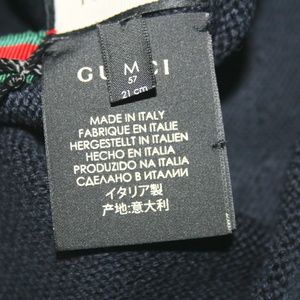 GUCCI
M
57
21 cm
MADE IN ITALY
FABRIQUE EN ITALIE
HERGESTELLT IN ITALIEN
HECHO EN ITALIA
PRODUZIDO NA ITALIA
СДЕЛАНО В ИТАЛИИ
イタリア製
产地:意大利